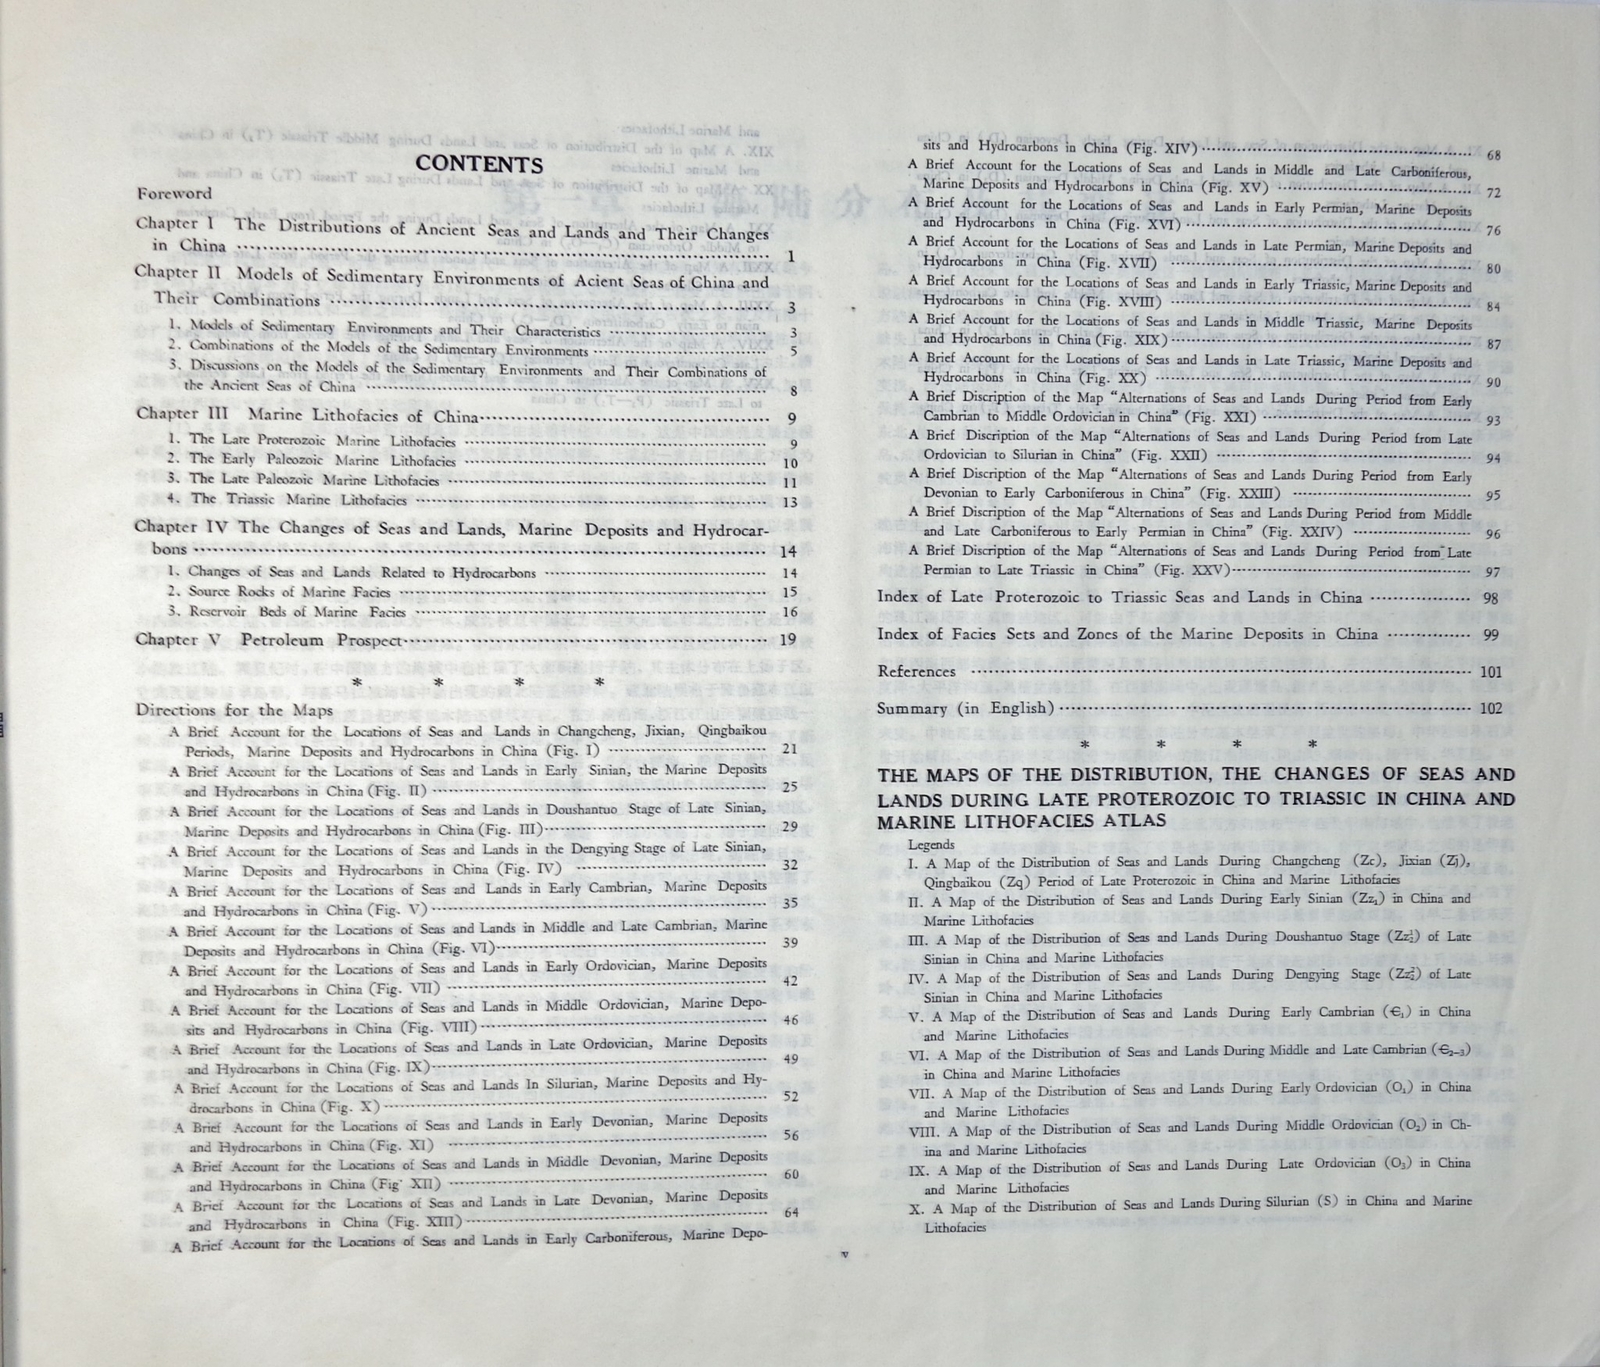 CONTENTS
Foreword
Chapter I The Distributions of Ancient Seas and Lands and Their Changes
in China ········ 1
Chapter II Models of Sedimentary Environments of Acient Seas of China and
Their Combinations ········ 3
1. Models of Sedimentary Environments and Their Characteristics ········ 3
2. Combinations of the Models of the Sedimentary Environments ········ 5
3. Discussions on the Models of the Sedimentary Environments and Their Combinations of
the Ancient Seas of China ········ 8
Chapter III Marine Lithofacies of China ········ 9
1. The Late Proterozoic Marine Lithofacies ········ 9
2. The Early Paleozoic Marine Lithofacies ········ 10
3. The Late Paleozoic Marine Lithofacies ········ 11
4. The Triassic Marine Lithofacies ········ 13
Chapter IV The Changes of Seas and Lands, Marine Deposits and Hydrocar-
bons ········ 14
1. Changes of Seas and Lands Related to Hydrocarbons ········ 14
2. Source Rocks of Marine Facies ········ 15
3. Reservoir Beds of Marine Facies ········ 16
Chapter V Petroleum Prospect ········ 19
* * * *
Directions for the Maps
A Brief Account for the Locations of Seas and Lands in Changcheng, Jixian, Qingbaikou
Periods, Marine Deposits and Hydrocarbons in China (Fig. I) ········ 21
A Brief Account for the Locations of Seas and Lands in Early Sinian, the Marine Deposits
and Hydrocarbons in China (Fig. II) ········ 25
A Brief Account for the Locations of Seas and Lands in Doushantuo Stage of Late Sinian,
Marine Deposits and Hydrocarbons in China (Fig. III) ········ 29
A Brief Account for the Locations of Seas and Lands in the Dengying Stage of Late Sinian,
Marine Deposits and Hydrocarbons in China (Fig. IV) ········ 32
A Brief Account for the Locations of Seas and Lands in Early Cambrian, Marine Deposits
and Hydrocarbons in China (Fig. V) ········ 35
A Brief Account for the Locations of Seas and Lands in Middle and Late Cambrian, Marine
Deposits and Hydrocarbons in China (Fig. VI) ········ 39
A Brief Account for the Locations of Seas and Lands in Early Ordovician, Marine Deposits
and Hydrocarbons in China (Fig. VII) ········ 42
A Brief Account for the Locations of Seas and Lands in Middle Ordovician, Marine Depo-
sits and Hydrocarbons in China (Fig. VIII) ········ 46
A Brief Account for the Locations of Seas and Lands in Late Ordovician, Marine Deposits
and Hydrocarbons in China (Fig. IX) ········ 49
A Brief Account for the Locations of Seas and Lands In Silurian, Marine Deposits and Hy-
drocarbons in China (Fig. X) ········ 52
A Brief Account for the Locations of Seas and Lands in Early Devonian, Marine Deposits
and Hydrocarbons in China (Fig. XI) ········ 56
A Brief Account for the Locations of Seas and Lands in Middle Devonian, Marine Deposits
and Hydrocarbons in China (Fig· XII) ········ 60
A Brief Account for the Locations of Seas and Lands in Late Devonian, Marine Deposits
and Hydrocarbons in China (Fig. XIII) ········ 64
A Brief Account for the Locations of Seas and Lands in Early Carboniferous, Marine Depo-
sits and Hydrocarbons in China (Fig. XIV) ········ 68
A Brief Account for the Locations of Seas and Lands in Middle and Late Carboniferous,
Marine Deposits and Hydrocarbons in China (Fig. XV) ········ 72
A Brief Account for the Locations of Seas and Lands in Early Permian, Marine Deposits
and Hydrocarbons in China (Fig. XVI) ········ 76
A Brief Account for the Locations of Seas and Lands in Late Permian, Marine Deposits and
Hydrocarbons in China (Fig. XVII) ········ 80
A Brief Account for the Locations of Seas and Lands in Early Triassic, Marine Deposits and
Hydrocarbons in China (Fig. XVIII) ········ 84
A Brief Account for the Locations of Seas and Lands in Middle Triassic, Marine Deposits
and Hydrocarbons in China (Fig. XIX) ········ 87
A Brief Account for the Locations of Seas and Lands in Late Triassic, Marine Deposits and
Hydrocarbons in China (Fig. XX) ········ 90
A Brief Discription of the Map "Alternations of Seas and Lands During Period from Early
Cambrian to Middle Ordovician in China" (Fig. XXI) ········ 93
A Brief Discription of the Map "Alternations of Seas and Lands During Period from Late
Ordovician to Silurian in China" (Fig. XXII) ········ 94
A Brief Discription of the Map "Alternations of Seas and Lands During Period from Early
Devonian to Early Carboniferous in China" (Fig. XXIII) ········ 95
A Brief Discription of the Map "Alternations of Seas and Lands During Period from Middle
and Late Carboniferous to Early Permian in China" (Fig. XXIV) ········ 96
A Brief Discription of the Map "Alternations of Seas and Lands During Period from Late
Permian to Late Triassic in China" (Fig. XXV) ········ 97
Index of Late Proterozoic to Triassic Seas and Lands in China ········ 98
Index of Facies Sets and Zones of the Marine Deposits in China ········ 99
References ········ 101
Summary (in English) ········ 102
* * * *
THE MAPS OF THE DISTRIBUTION, THE CHANGES OF SEAS AND
LANDS DURING LATE PROTEROZOIC TO TRIASSIC IN CHINA AND
MARINE LITHOFACIES ATLAS
Legends
I. A Map of the Distribution of Seas and Lands During Changcheng (Zc), Jixian (Zj),
Qingbaikou (Zq) Period of Late Proterozoic in China and Marine Lithofacies
II. A Map of the Distribution of Seas and Lands During Early Sinian (Zz₁) in China and
Marine Lithofacies
III. A Map of the Distribution of Seas and Lands During Doushantuo Stage (Zz₂¹) of Late
Sinian in China and Marine Lithofacies
IV. A Map of the Distribution of Seas and Lands During Dengying Stage (Zz₂²) of Late
Sinian in China and Marine Lithofacies
V. A Map of the Distribution of Seas and Lands During Early Cambrian (Є₁) in China
and Marine Lithofacies
VI. A Map of the Distribution of Seas and Lands During Middle and Late Cambrian (Є₂₋₃)
in China and Marine Lithofacies
VII. A Map of the Distribution of Seas and Lands During Early Ordovician (O₁) in China
and Marine Lithofacies
VIII. A Map of the Distribution of Seas and Lands During Middle Ordovician (O₂) in Ch-
ina and Marine Lithofacies
IX. A Map of the Distribution of Seas and Lands During Late Ordovician (O₃) in China
and Marine Lithofacies
X. A Map of the Distribution of Seas and Lands During Silurian (S) in China and Marine
Lithofacies
v